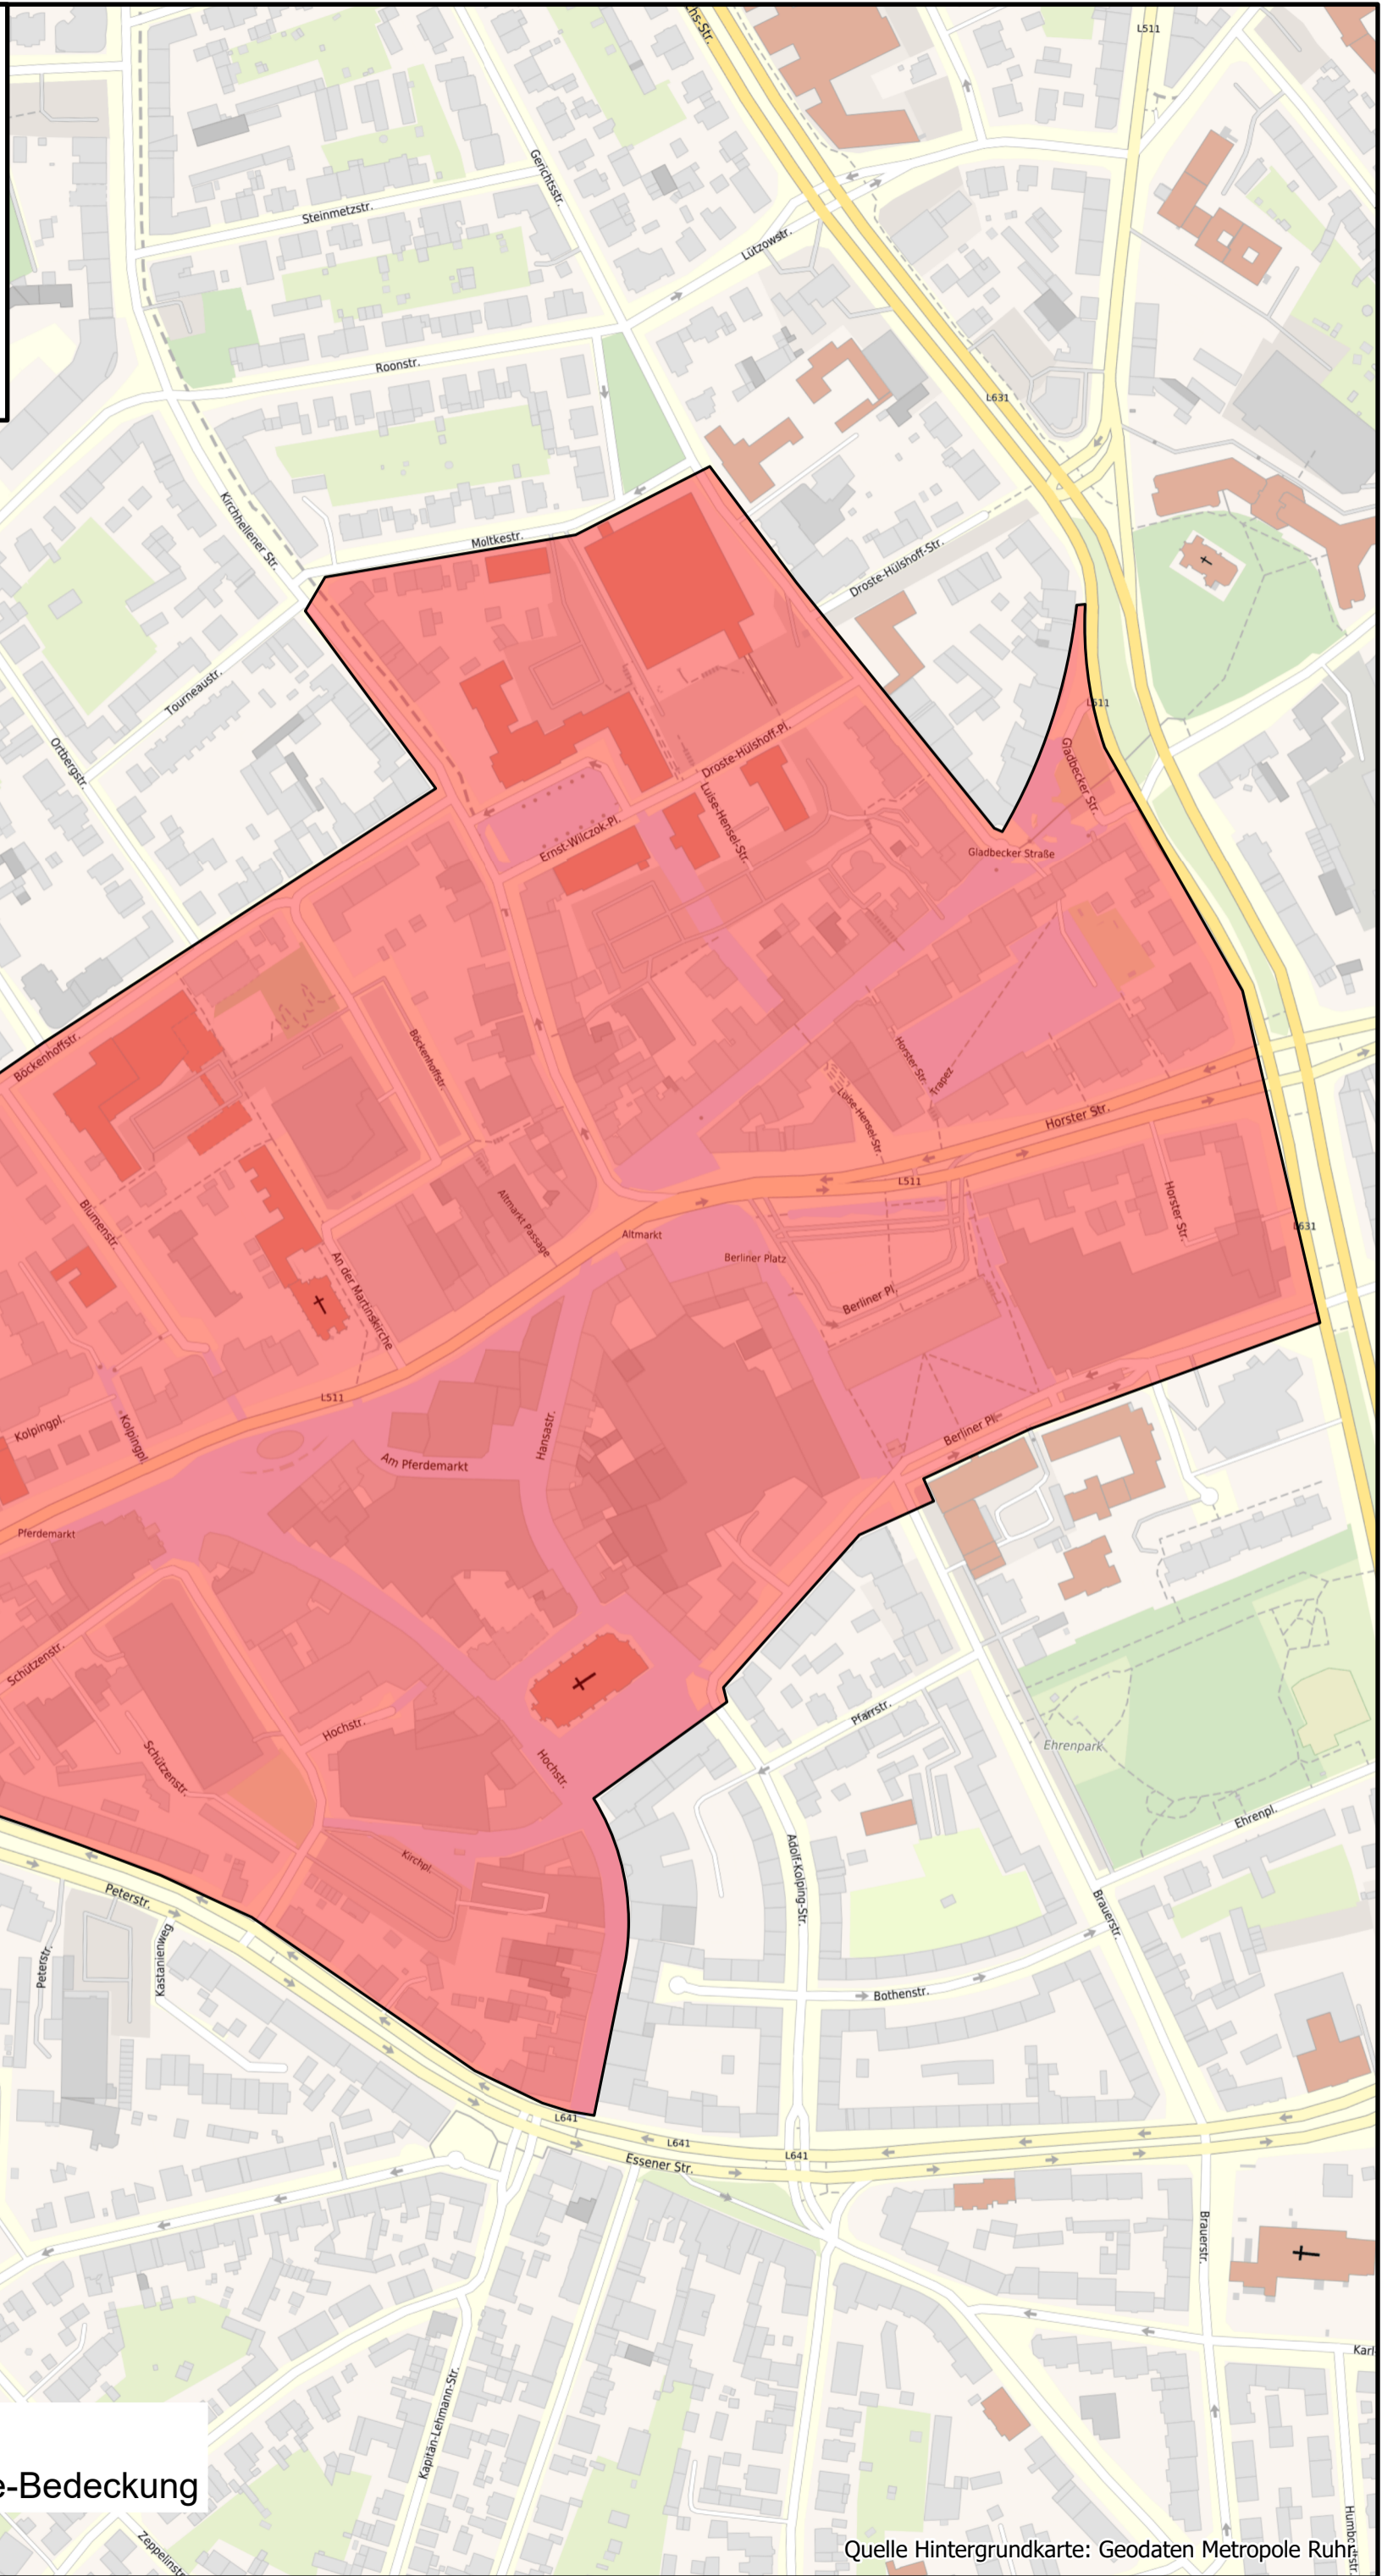 hs-Str.
L511
Gerichtsstr.
Steinmetzstr.
Lützowstr.
Roonstr.
L631
Kirchhellener Str.
Moltkestr.
Droste-Hülshoff-Str.
Tourneaustr.
L511
Ortbergstr.
Droste-Hülshoff-Pl.
Gladbecker Str.
Luise-Hensel-Str.
Ernst-Wilczok-Pl.
Gladbecker Straße
Böckenhoffstr.
Böckenhoffstr.
Horster Str.
Trapez
Luise-Hensel-Str.
Horster Str.
L511
Blumenstr.
Altmarkt Passage
Horster Str.
Altmarkt
L631
Berliner Platz
An der Martinskirche
Berliner Pl.
L511
Kolpingpl.
Kolpingpl.
Hansastr.
Berliner Pl.
Am Pferdemarkt
Pferdemarkt
Schützenstr.
Pfarrstr.
Hochstr.
Ehrenpark
Schützenstr.
Hochstr.
Ehrenpl.
Kirchpl.
Adolf-Kolping-Str.
Peterstr.
Brauerstr.
Kastanienweg
Peterstr.
Bothenstr.
L641
L641
L641
Essener Str.
Brauerstr.
Karl-
Kapitän-Lehmann-Str.
e-Bedeckung
Zeppelinstr.
Quelle Hintergrundkarte: Geodaten Metropole Ruhr